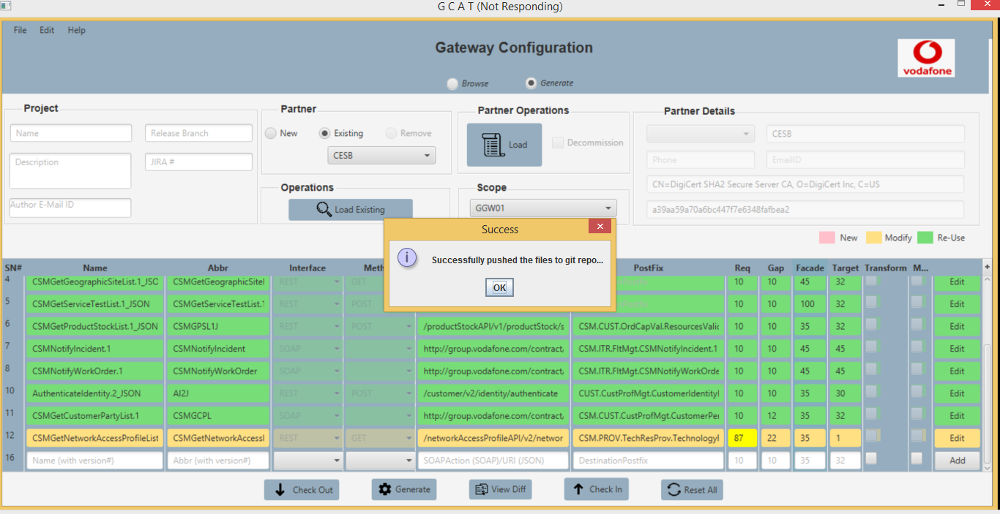 G C A T (Not Responding)
File Edit Help
Gateway Configuration
vodafone
Browse Generate
Project
Name Release Branch
Description JIRA #
Author E-Mail ID
Partner
New Existing Remove
CESB
Operations
Load Existing
Partner Operations
Load Decommission
Scope
GGW01
Partner Details
CESB
Phone EmailID
CN=DigiCert SHA2 Secure Server CA, O=DigiCert Inc, C=US
a39aa59a70a6bc447f7e6348fafbea2
New Modify Re-Use
Success
Successfully pushed the files to git repo...
OK
SN# Name Abbr Interface Meth PostFix Req Gap Facade Target Transform M... +
4 CSMGetGeographicSiteList.1_JSO CSMGetGeographicSitel REST GET 10 10 45 32 Edit
5 CSMGetServiceTestList.1_JSON CSMGetServiceTestList.1 REST POST 10 10 100 32 Edit
6 CSMGetProductStockList.1_JSON CSMGPSL1J REST POST /productStockAPI/v1/productStock/s CSM.CUST.OrdCapVal.ResourcesValic 10 10 35 32 Edit
7 CSMNotifyIncident.1 CSMNotifyIncident SOAP http://group.vodafone.com/contract, CSM.ITR.FltMgt.CSMNotifyIncident.1 10 10 45 45 Edit
8 CSMNotifyWorkOrder.1 CSMNotifyWorkOrder SOAP http://group.vodafone.com/contract, CSM.ITR.FltMgt.CSMNotifyWorkOrde 10 10 45 45 Edit
10 AuthenticateIdentity.2_JSON AI2J REST POST /customer/v2/identity/authenticate CUST.CustProfMgt.CustomerIdentityl 10 10 35 30 Edit
11 CSMGetCustomerPartyList.1 CSMGCPL SOAP http://group.vodafone.com/contract, CSM.CUST.CustProfMgt.CustomerPer 10 12 35 32 Edit
12 CSMGetNetworkAccessProfileList CSMGetNetworkAccessl REST GET /networkAccessProfileAPI/v2/networ CSM.PROV.TechResProv.Technologyl 87 22 35 1 Edit
16 Name (with version#) Abbr (with version#) SOAPAction (SOAP)/URI (JSON) DestinationPostfix 10 10 35 32 Add
Check Out Generate View Diff Check In Reset All